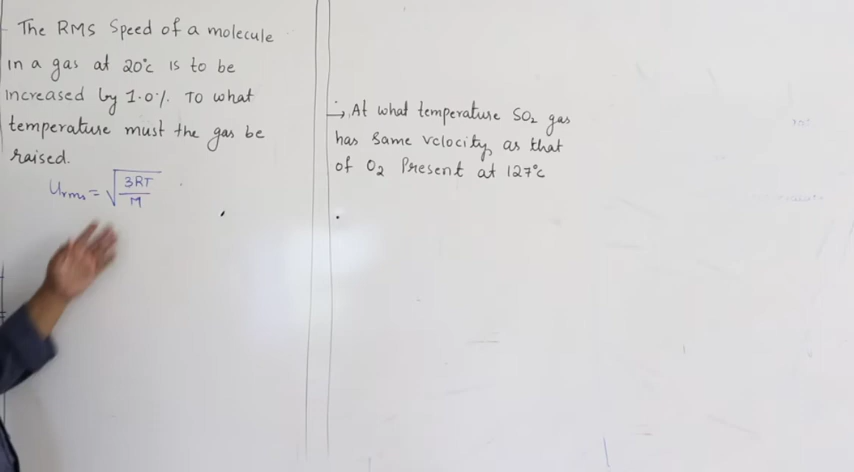 The RMS Speed of a molecule
in a gas at 20°c is to be
increased by 1.0%. To what
temperature must the gas be
raised.
Urms = √3RT/M
→ At what temperature SO₂ gas
has same velocity as that
of O₂ Present at 127°c